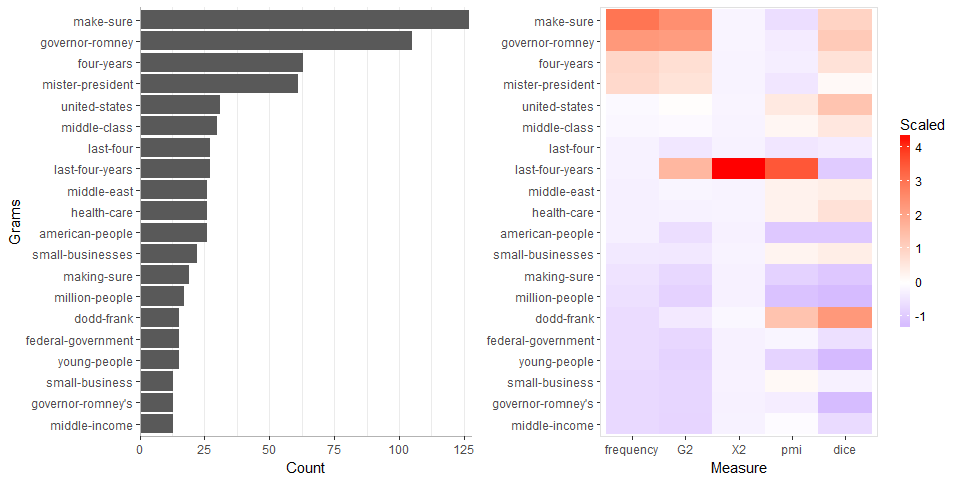 make-sure
governor-romney
four-years
mister-president
united-states
middle-class
last-four
last-four-years
middle-east
health-care
american-people
small-businesses
making-sure
million-people
dodd-frank
federal-government
young-people
small-business
governor-romney's
middle-income
Grams
0 25 50 75 100 125
Count
make-sure
governor-romney
four-years
mister-president
united-states
middle-class
last-four
last-four-years
middle-east
health-care
american-people
small-businesses
making-sure
million-people
dodd-frank
federal-government
young-people
small-business
governor-romney's
middle-income
frequency G2 X2 pmi dice
Measure
Scaled
4
3
2
1
0
-1